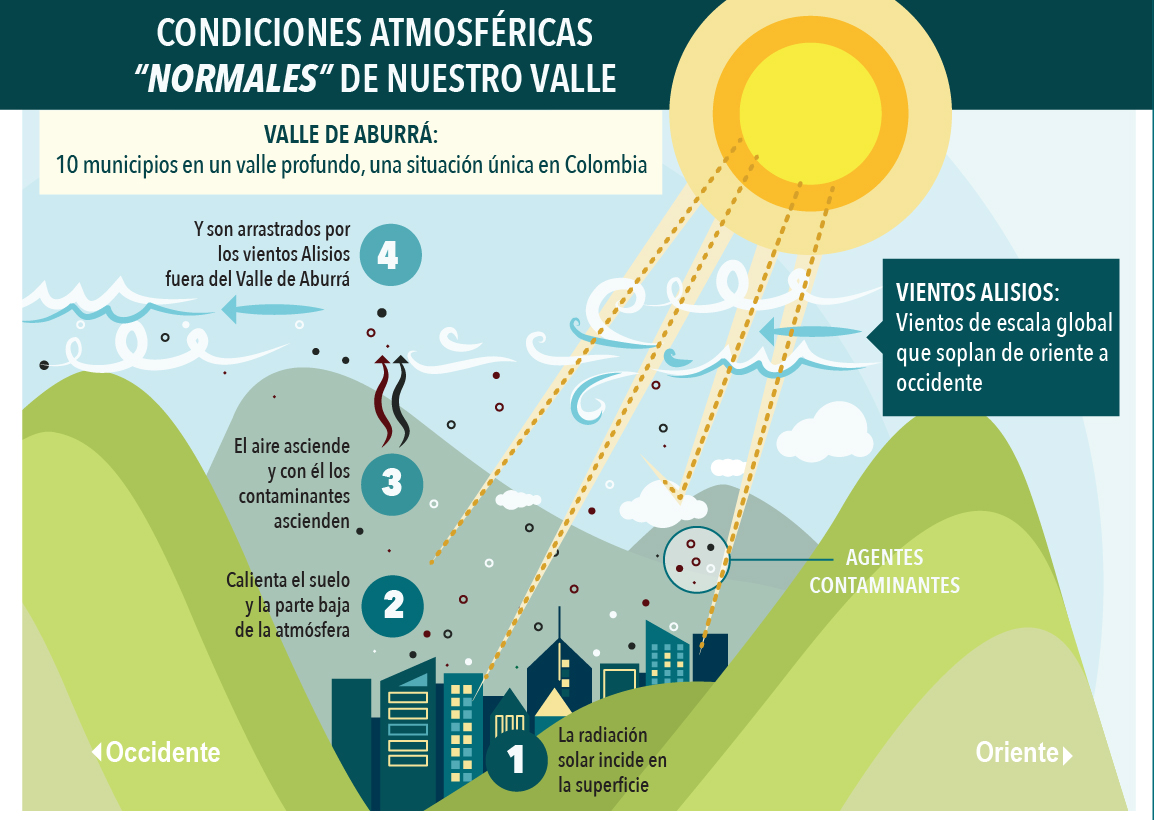 CONDICIONES ATMOSFÉRICAS
“NORMALES” DE NUESTRO VALLE
VALLE DE ABURRÁ:
10 municipios en un valle profundo, una situación única en Colombia
Y son arrastrados por
los vientos Alisios
fuera del Valle de Aburrá
4
VIENTOS ALISIOS:
Vientos de escala global
que soplan de oriente a
occidente
El aire asciende
y con él los
contaminantes
ascienden
3
AGENTES
CONTAMINANTES
Calienta el suelo
y la parte baja
de la atmósfera
2
1
La radiación
solar incide en
la superficie
Occidente
Oriente